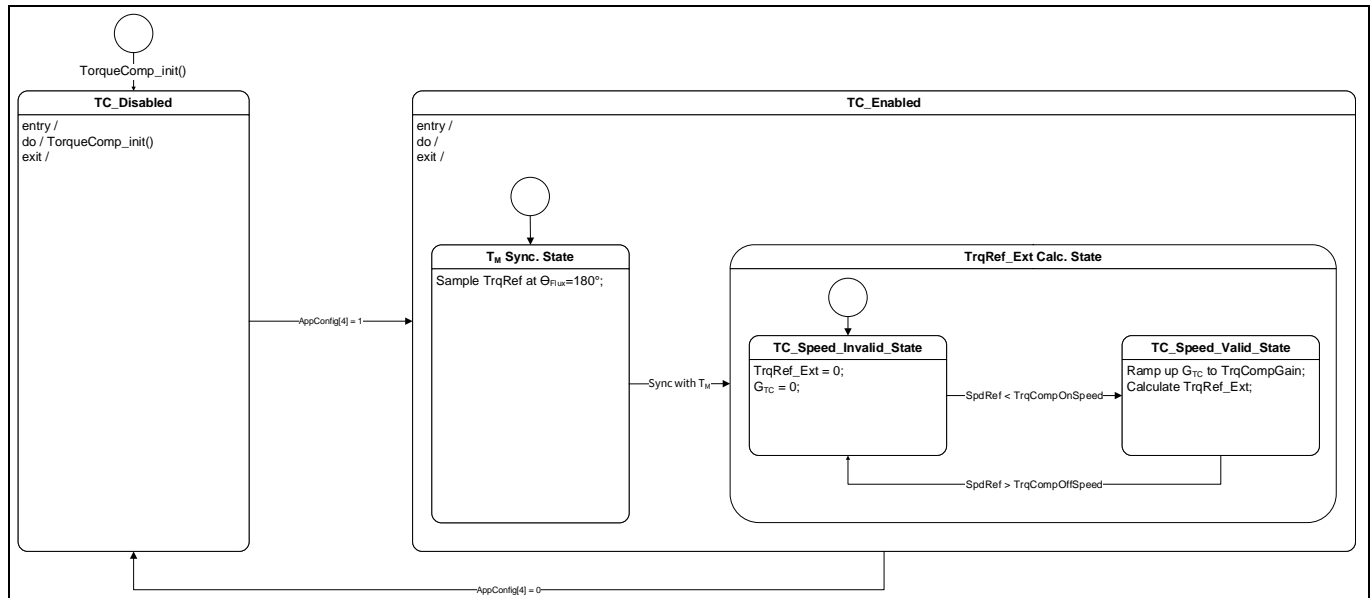 TorqueComp_init()
TC_Disabled
entry /
do / TorqueComp_init()
exit /
AppConfig[4] = 1
TC_Enabled
entry /
do /
exit /
TM Sync. State
Sample TrqRef at ΘFlux=180°;
Sync with TM
TrqRef_Ext Calc. State
TC_Speed_Invalid_State
TrqRef_Ext = 0;
GTC = 0;
SpdRef < TrqCompOnSpeed
TC_Speed_Valid_State
Ramp up GTC to TrqCompGain;
Calculate TrqRef_Ext;
SpdRef > TrqCompOffSpeed
AppConfig[4] = 0